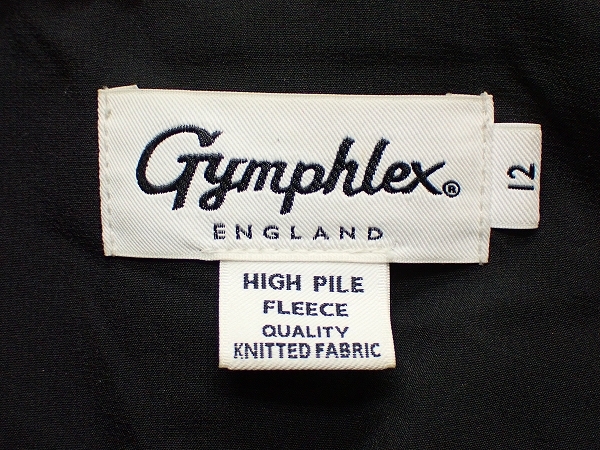 Gymphlex®
ENGLAND
12
HIGH PILE
FLEECE
QUALITY
KNITTED FABRIC